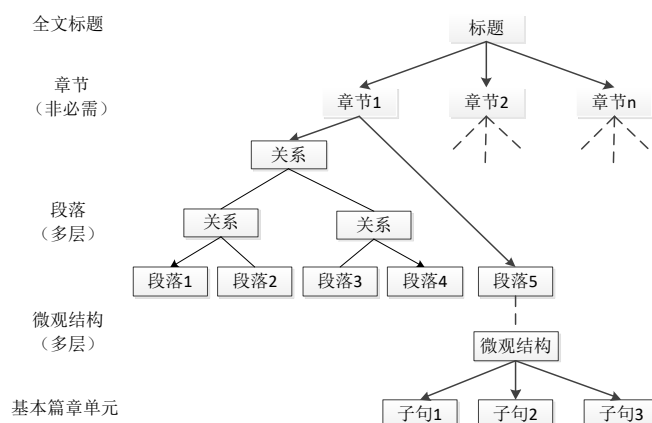 全文标题
标题
章节
（非必需）
章节1
章节2
章节n
关系
段落
（多层）
关系
关系
段落1
段落2
段落3
段落4
段落5
微观结构
（多层）
微观结构
基本篇章单元
子句1
子句2
子句3